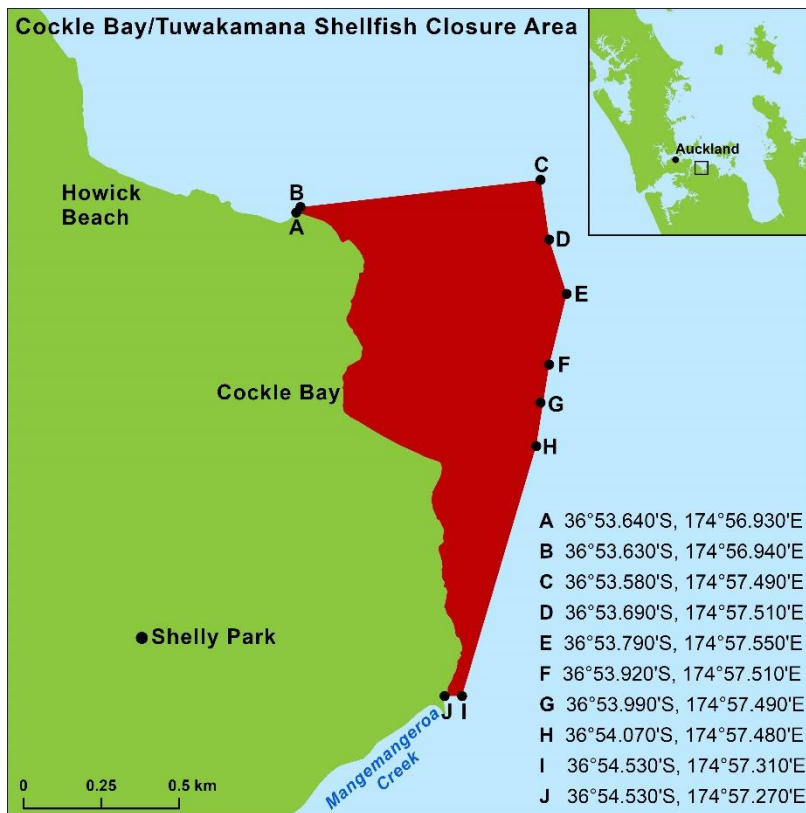 Cockle Bay/Tuwakamana Shellfish Closure Area
Auckland
Howick
Beach
B
A
C
D
E
F
G
H
Cockle Bay
Shelly Park
J
I
Mangemangeroa
Creek
A 36°53.640'S, 174°56.930'E
B 36°53.630'S, 174°56.940'E
C 36°53.580'S, 174°57.490'E
D 36°53.690'S, 174°57.510'E
E 36°53.790'S, 174°57.550'E
F 36°53.920'S, 174°57.510'E
G 36°53.990'S, 174°57.490'E
H 36°54.070'S, 174°57.480'E
I 36°54.530'S, 174°57.310'E
J 36°54.530'S, 174°57.270'E
0 0.25 0.5 km